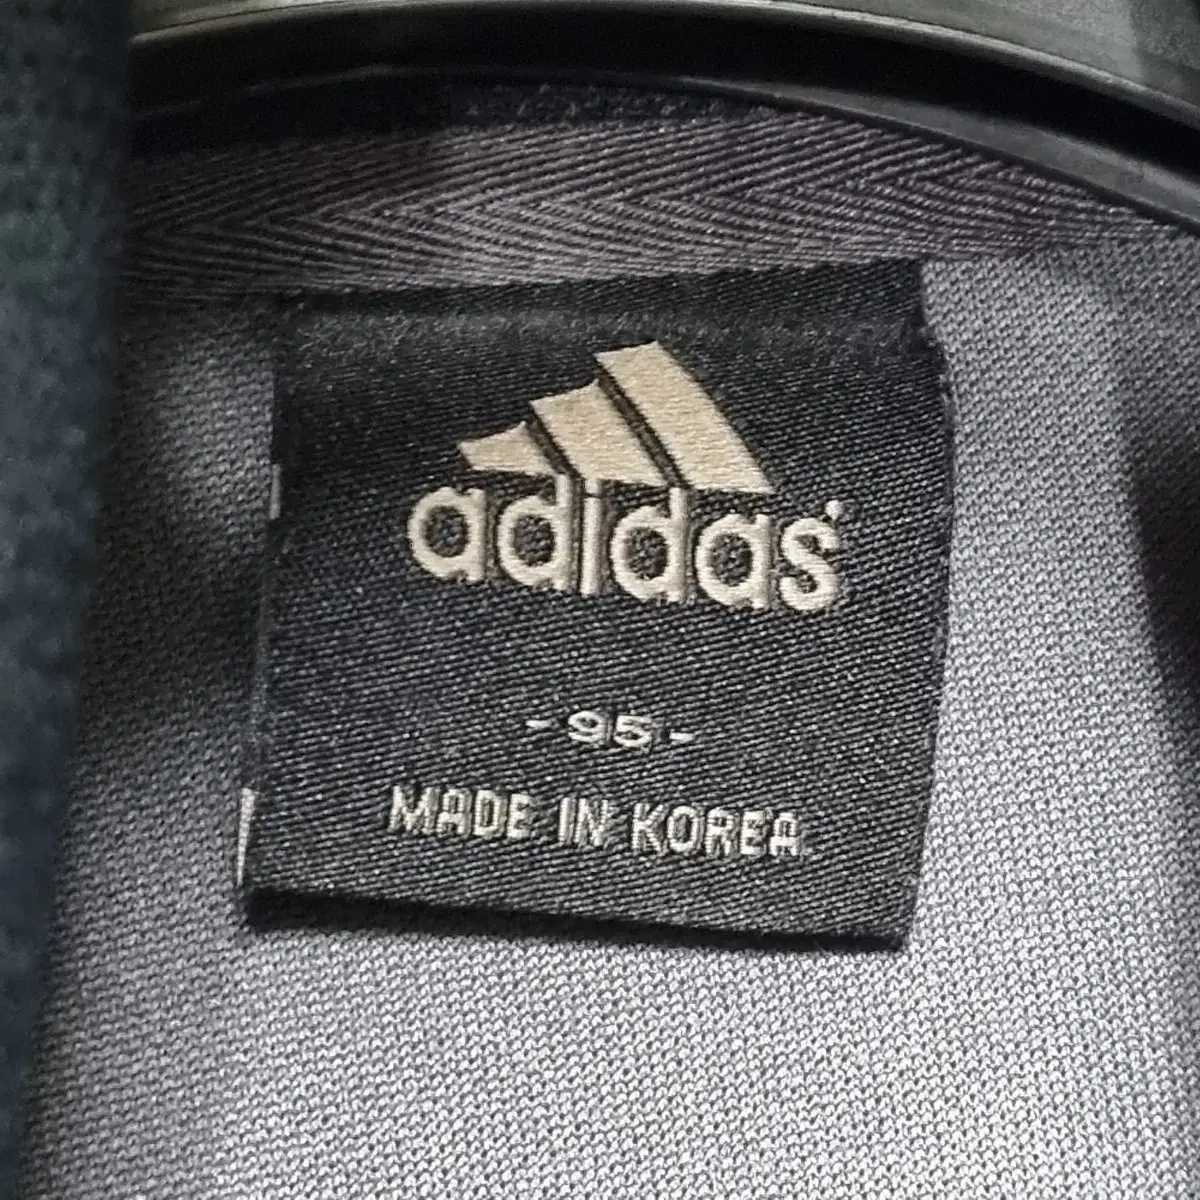 adidas
-95-
MADE IN KOREA